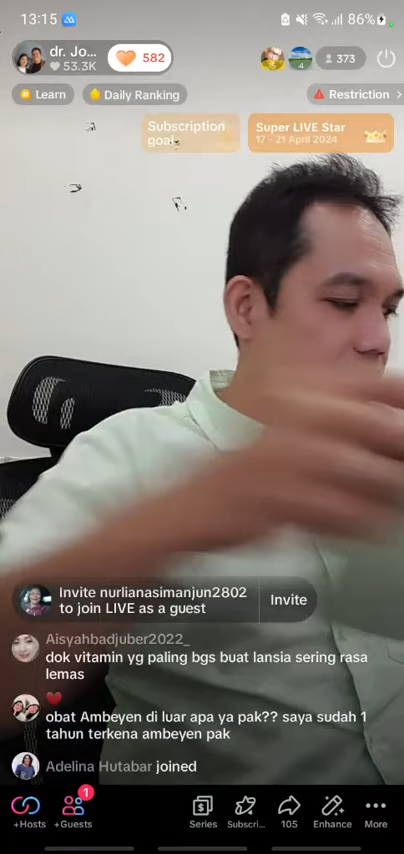 13:15
86%
dr. Jo...
53.3K
582
3
4
373
Learn
Daily Ranking
Restriction
Subscription
goal
Super LIVE Star
17 - 21 April 2024
Invite nurlianasimanjun2802
to join LIVE as a guest
Invite
Aisyahbadjuber2022_
dok vitamin yg paling bgs buat lansia sering rasa
lemas
❤️
obat Ambeyen di luar apa ya pak?? saya sudah 1
tahun terkena ambeyen pak
Adelina Hutabar joined
1
+Hosts
+Guests
Series
Subscri...
105
Enhance
More